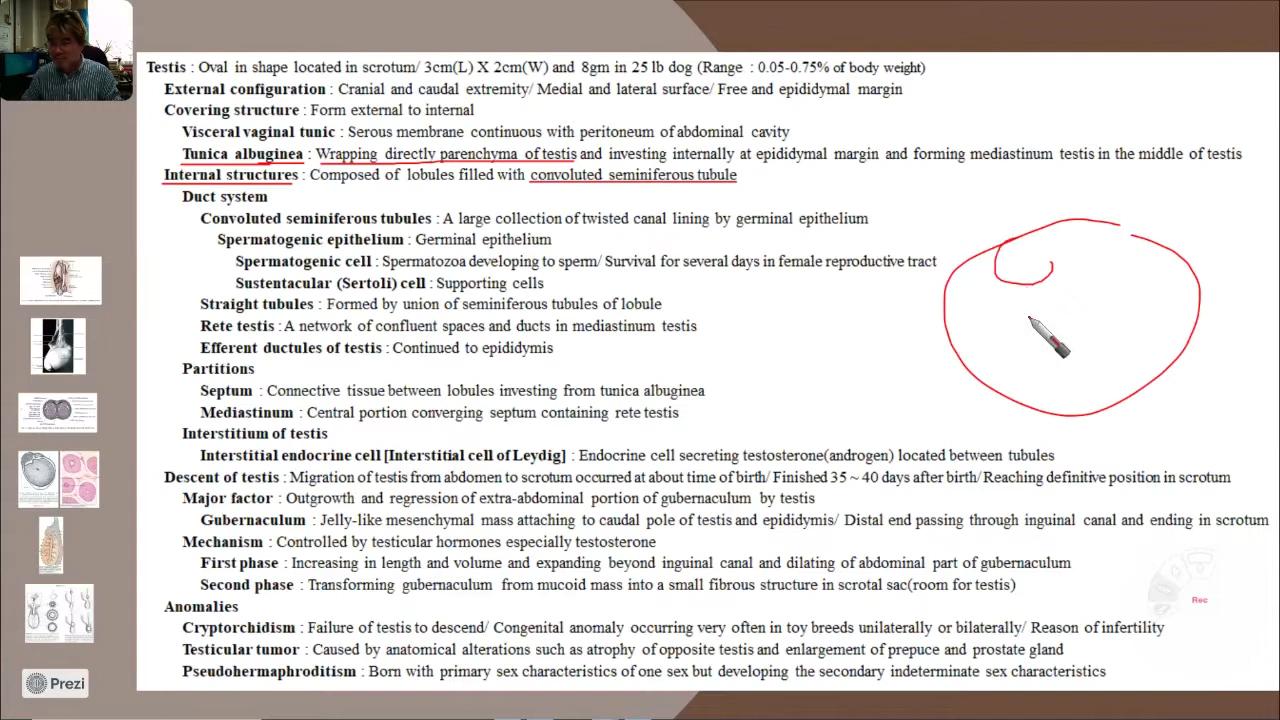 Testis : Oval in shape located in scrotum/ 3cm(L) X 2cm(W) and 8gm in 25 lb dog (Range : 0.05-0.75% of body weight)
External configuration : Cranial and caudal extremity/ Medial and lateral surface/ Free and epididymal margin
Covering structure : Form external to internal
Visceral vaginal tunic : Serous membrane continuous with peritoneum of abdominal cavity
Tunica albuginea : Wrapping directly parenchyma of testis and investing internally at epididymal margin and forming mediastinum testis in the middle of testis
Internal structures : Composed of lobules filled with convoluted seminiferous tubule
Duct system
Convoluted seminiferous tubules : A large collection of twisted canal lining by germinal epithelium
Spermatogenic epithelium : Germinal epithelium
Spermatogenic cell : Spermatozoa developing to sperm/ Survival for several days in female reproductive tract
Sustentacular (Sertoli) cell : Supporting cells
Straight tubules : Formed by union of seminiferous tubules of lobule
Rete testis : A network of confluent spaces and ducts in mediastinum testis
Efferent ductules of testis : Continued to epididymis
Partitions
Septum : Connective tissue between lobules investing from tunica albuginea
Mediastinum : Central portion converging septum containing rete testis
Interstitium of testis
Interstitial endocrine cell [Interstitial cell of Leydig] : Endocrine cell secreting testosterone(androgen) located between tubules
Descent of testis : Migration of testis from abdomen to scrotum occurred at about time of birth/ Finished 35 ~ 40 days after birth/ Reaching definitive position in scrotum
Major factor : Outgrowth and regression of extra-abdominal portion of gubernaculum by testis
Gubernaculum : Jelly-like mesenchymal mass attaching to caudal pole of testis and epididymis/ Distal end passing through inguinal canal and ending in scrotum
Mechanism : Controlled by testicular hormones especially testosterone
First phase : Increasing in length and volume and expanding beyond inguinal canal and dilating of abdominal part of gubernaculum
Second phase : Transforming gubernaculum from mucoid mass into a small fibrous structure in scrotal sac(room for testis)
Rec
Anomalies
Cryptorchidism : Failure of testis to descend/ Congenital anomaly occurring very often in toy breeds unilaterally or bilaterally/ Reason of infertility
Testicular tumor : Caused by anatomical alterations such as atrophy of opposite testis and enlargement of prepuce and prostate gland
Pseudohermaphroditism : Born with primary sex characteristics of one sex but developing the secondary indeterminate sex characteristics
Prezi